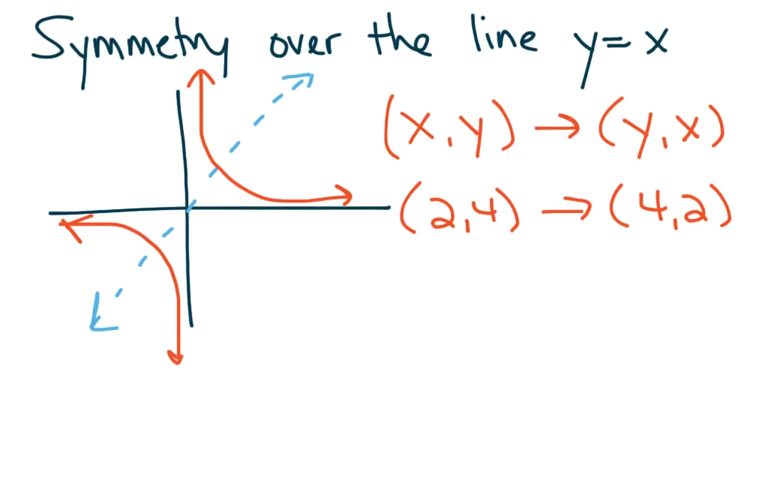 Symmetry over the line y=x
(x,y) → (y,x)
(2,4) → (4,2)